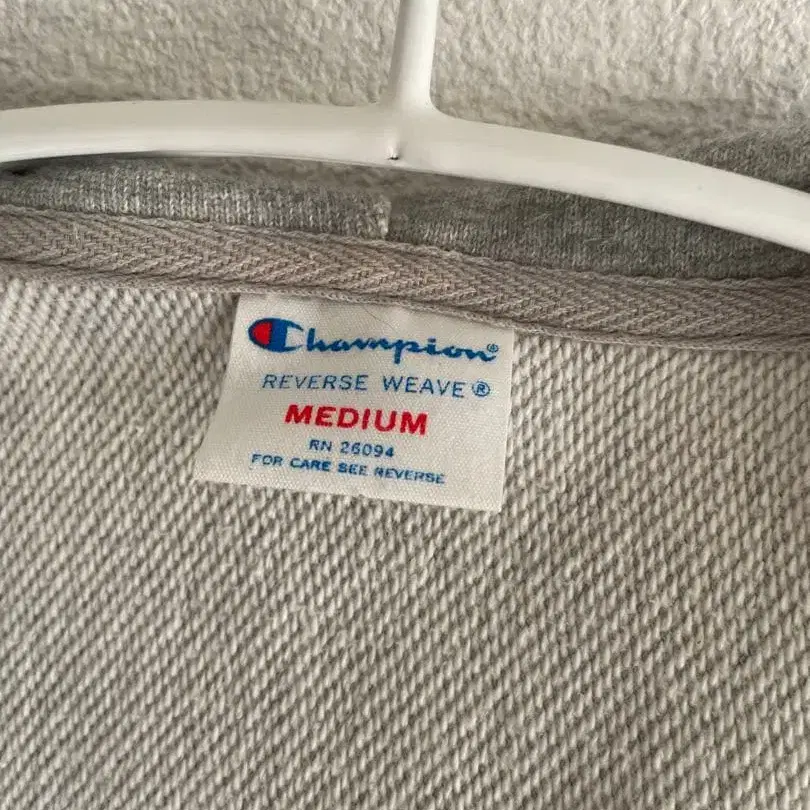 Champion®
REVERSE WEAVE®
MEDIUM
RN 26094
FOR CARE SEE REVERSE